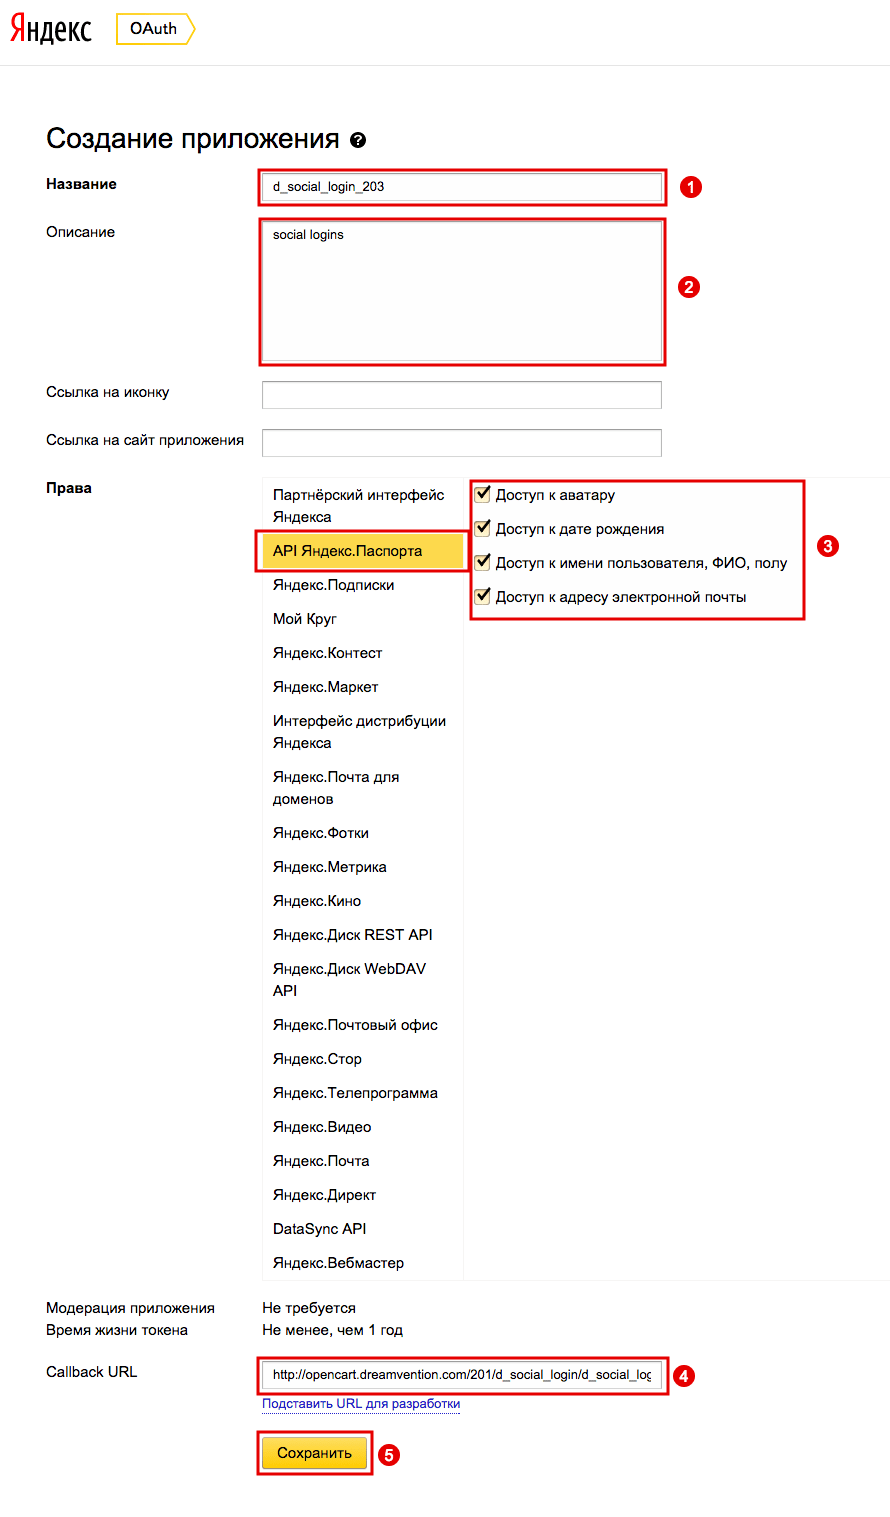 Яндекс OAuth
Создание приложения ?
Название d_social_login_203 1
Описание social logins
2
Ссылка на иконку
Ссылка на сайт приложения
Права
Партнёрский интерфейс
Яндекса
API Яндекс.Паспорта
Яндекс.Подписки
Мой Круг
Яндекс.Контест
Яндекс.Маркет
Интерфейс дистрибуции
Яндекса
Яндекс.Почта для
доменов
Яндекс.Фотки
Яндекс.Метрика
Яндекс.Кино
Яндекс.Диск REST API
Яндекс.Диск WebDAV
API
Яндекс.Почтовый офис
Яндекс.Стор
Яндекс.Телепрограмма
Яндекс.Видео
Яндекс.Почта
Яндекс.Директ
DataSync API
Яндекс.Вебмастер
Доступ к аватару
Доступ к дате рождения
Доступ к имени пользователя, ФИО, полу
Доступ к адресу электронной почты
3
Модерация приложения Не требуется
Время жизни токена Не менее, чем 1 год
Callback URL http://opencart.dreamvention.com/201/d_social_login/d_social_log 4
Подставить URL для разработки
Сохранить 5